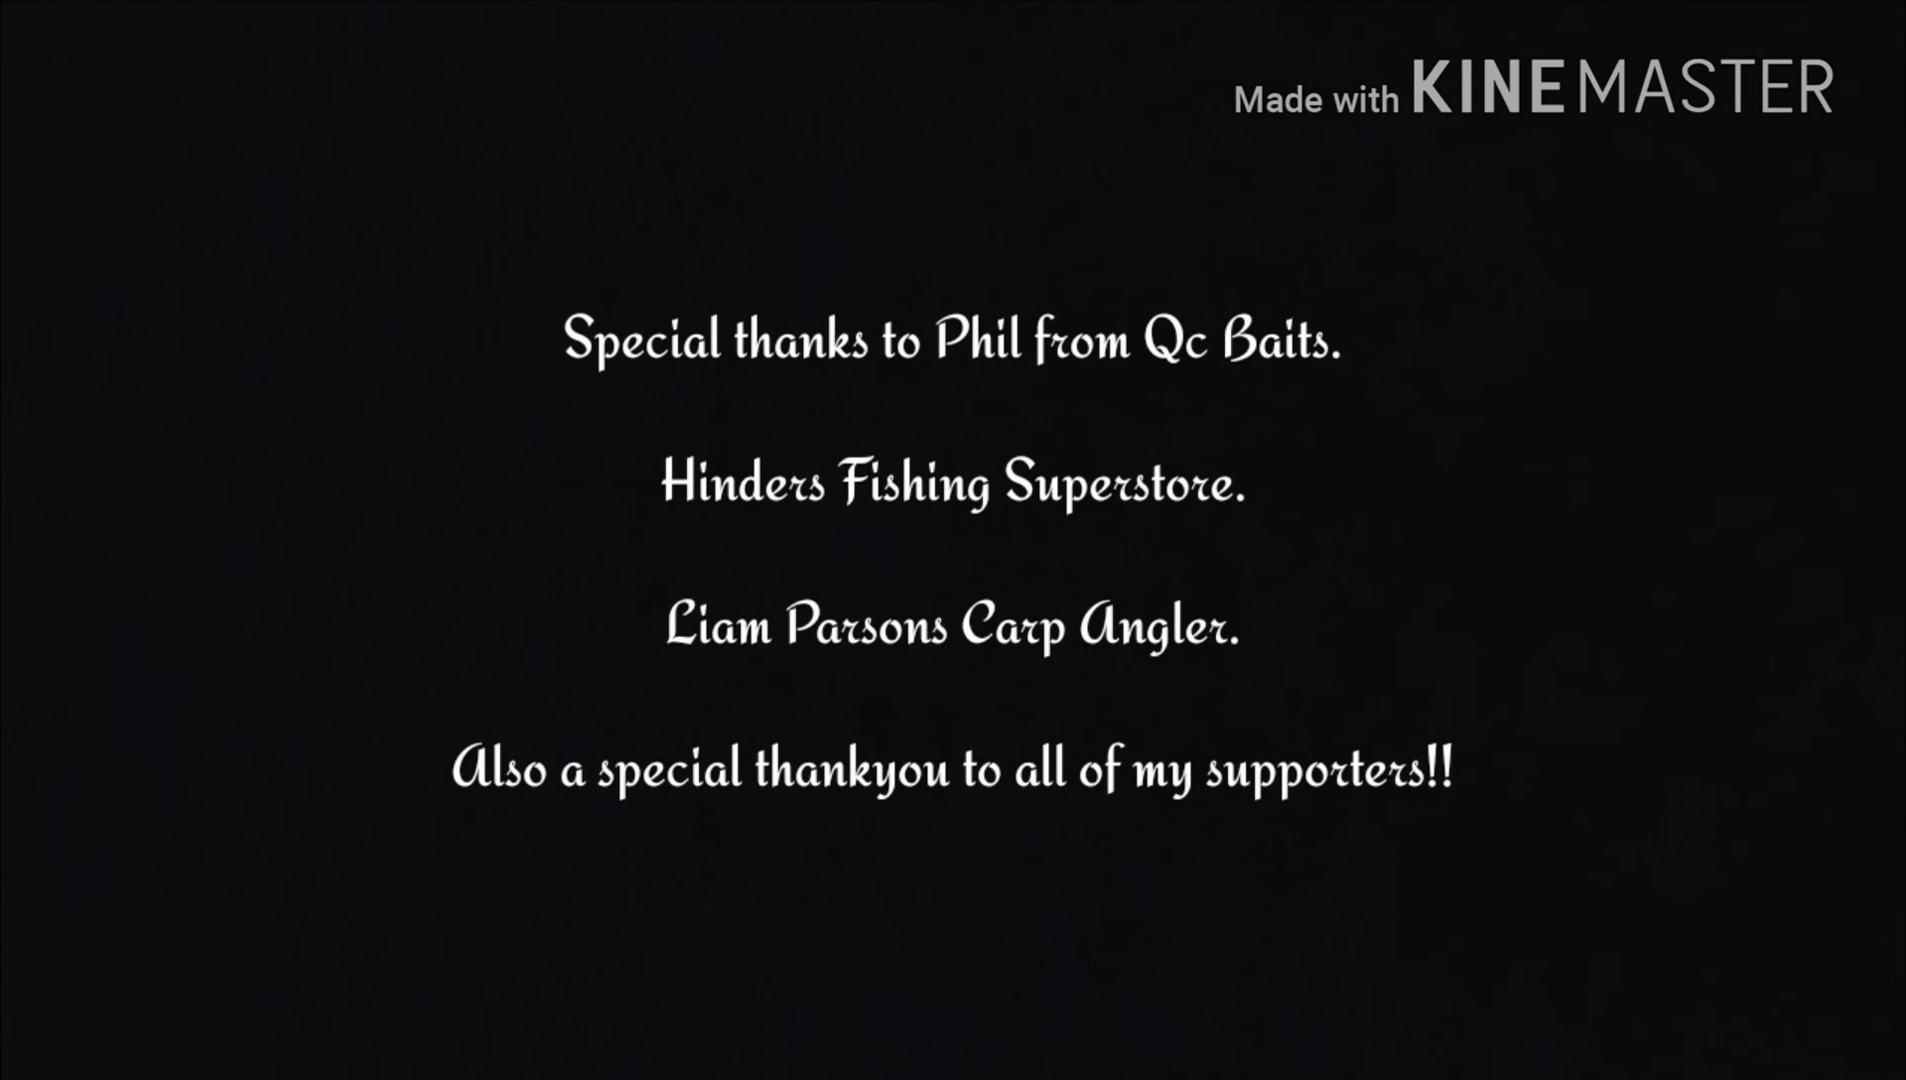 Made with KINEMASTER
Special thanks to Phil from Qc Baits.
Hinders Fishing Superstore.
Liam Parsons Carp Angler.
Also a special thankyou to all of my supporters!!